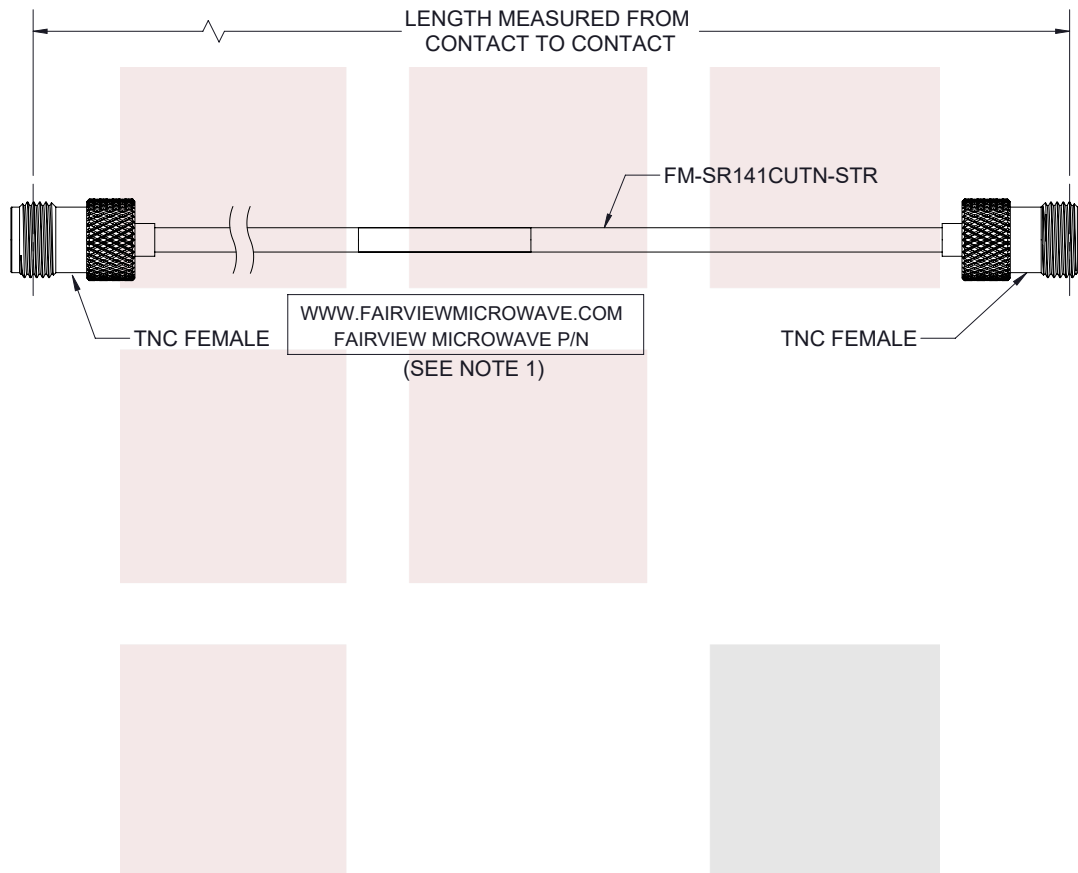 LENGTH MEASURED FROM
CONTACT TO CONTACT
FM-SR141CUTN-STR
TNC FEMALE
WWW.FAIRVIEWMICROWAVE.COM
FAIRVIEW MICROWAVE P/N
(SEE NOTE 1)
TNC FEMALE